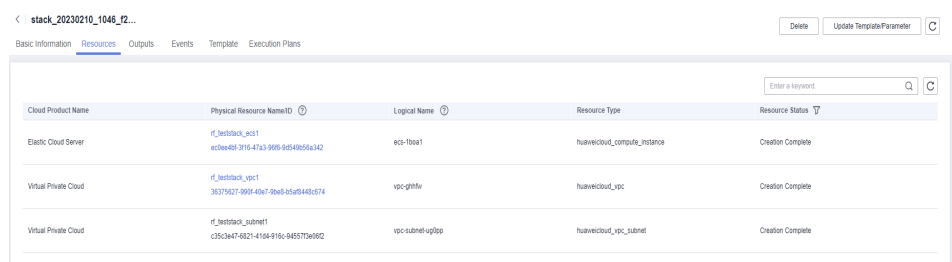 stack_20230210_1046_f2...
Delete
Update Template/Parameter
Basic Information Resources Outputs Events Template Execution Plans
Enter a keyword.
Cloud Product Name Physical Resource Name/ID Logical Name Resource Type Resource Status
rf_teststack_ecs1
Elastic Cloud Server ecs-1boa1 huaweicloud_compute_instance Creation Complete
ec0ee4bf-3f16-47a3-96f6-9d549b56a342
rf_teststack_vpc1
Virtual Private Cloud vpc-ghhfw huaweicloud_vpc Creation Complete
36375627-990f-40e7-9be8-b5af8448c674
rf_teststack_subnet1
Virtual Private Cloud vpc-subnet-ug0pp huaweicloud_vpc_subnet Creation Complete
c35c3e47-6821-41d4-916c-94557f3e06f2